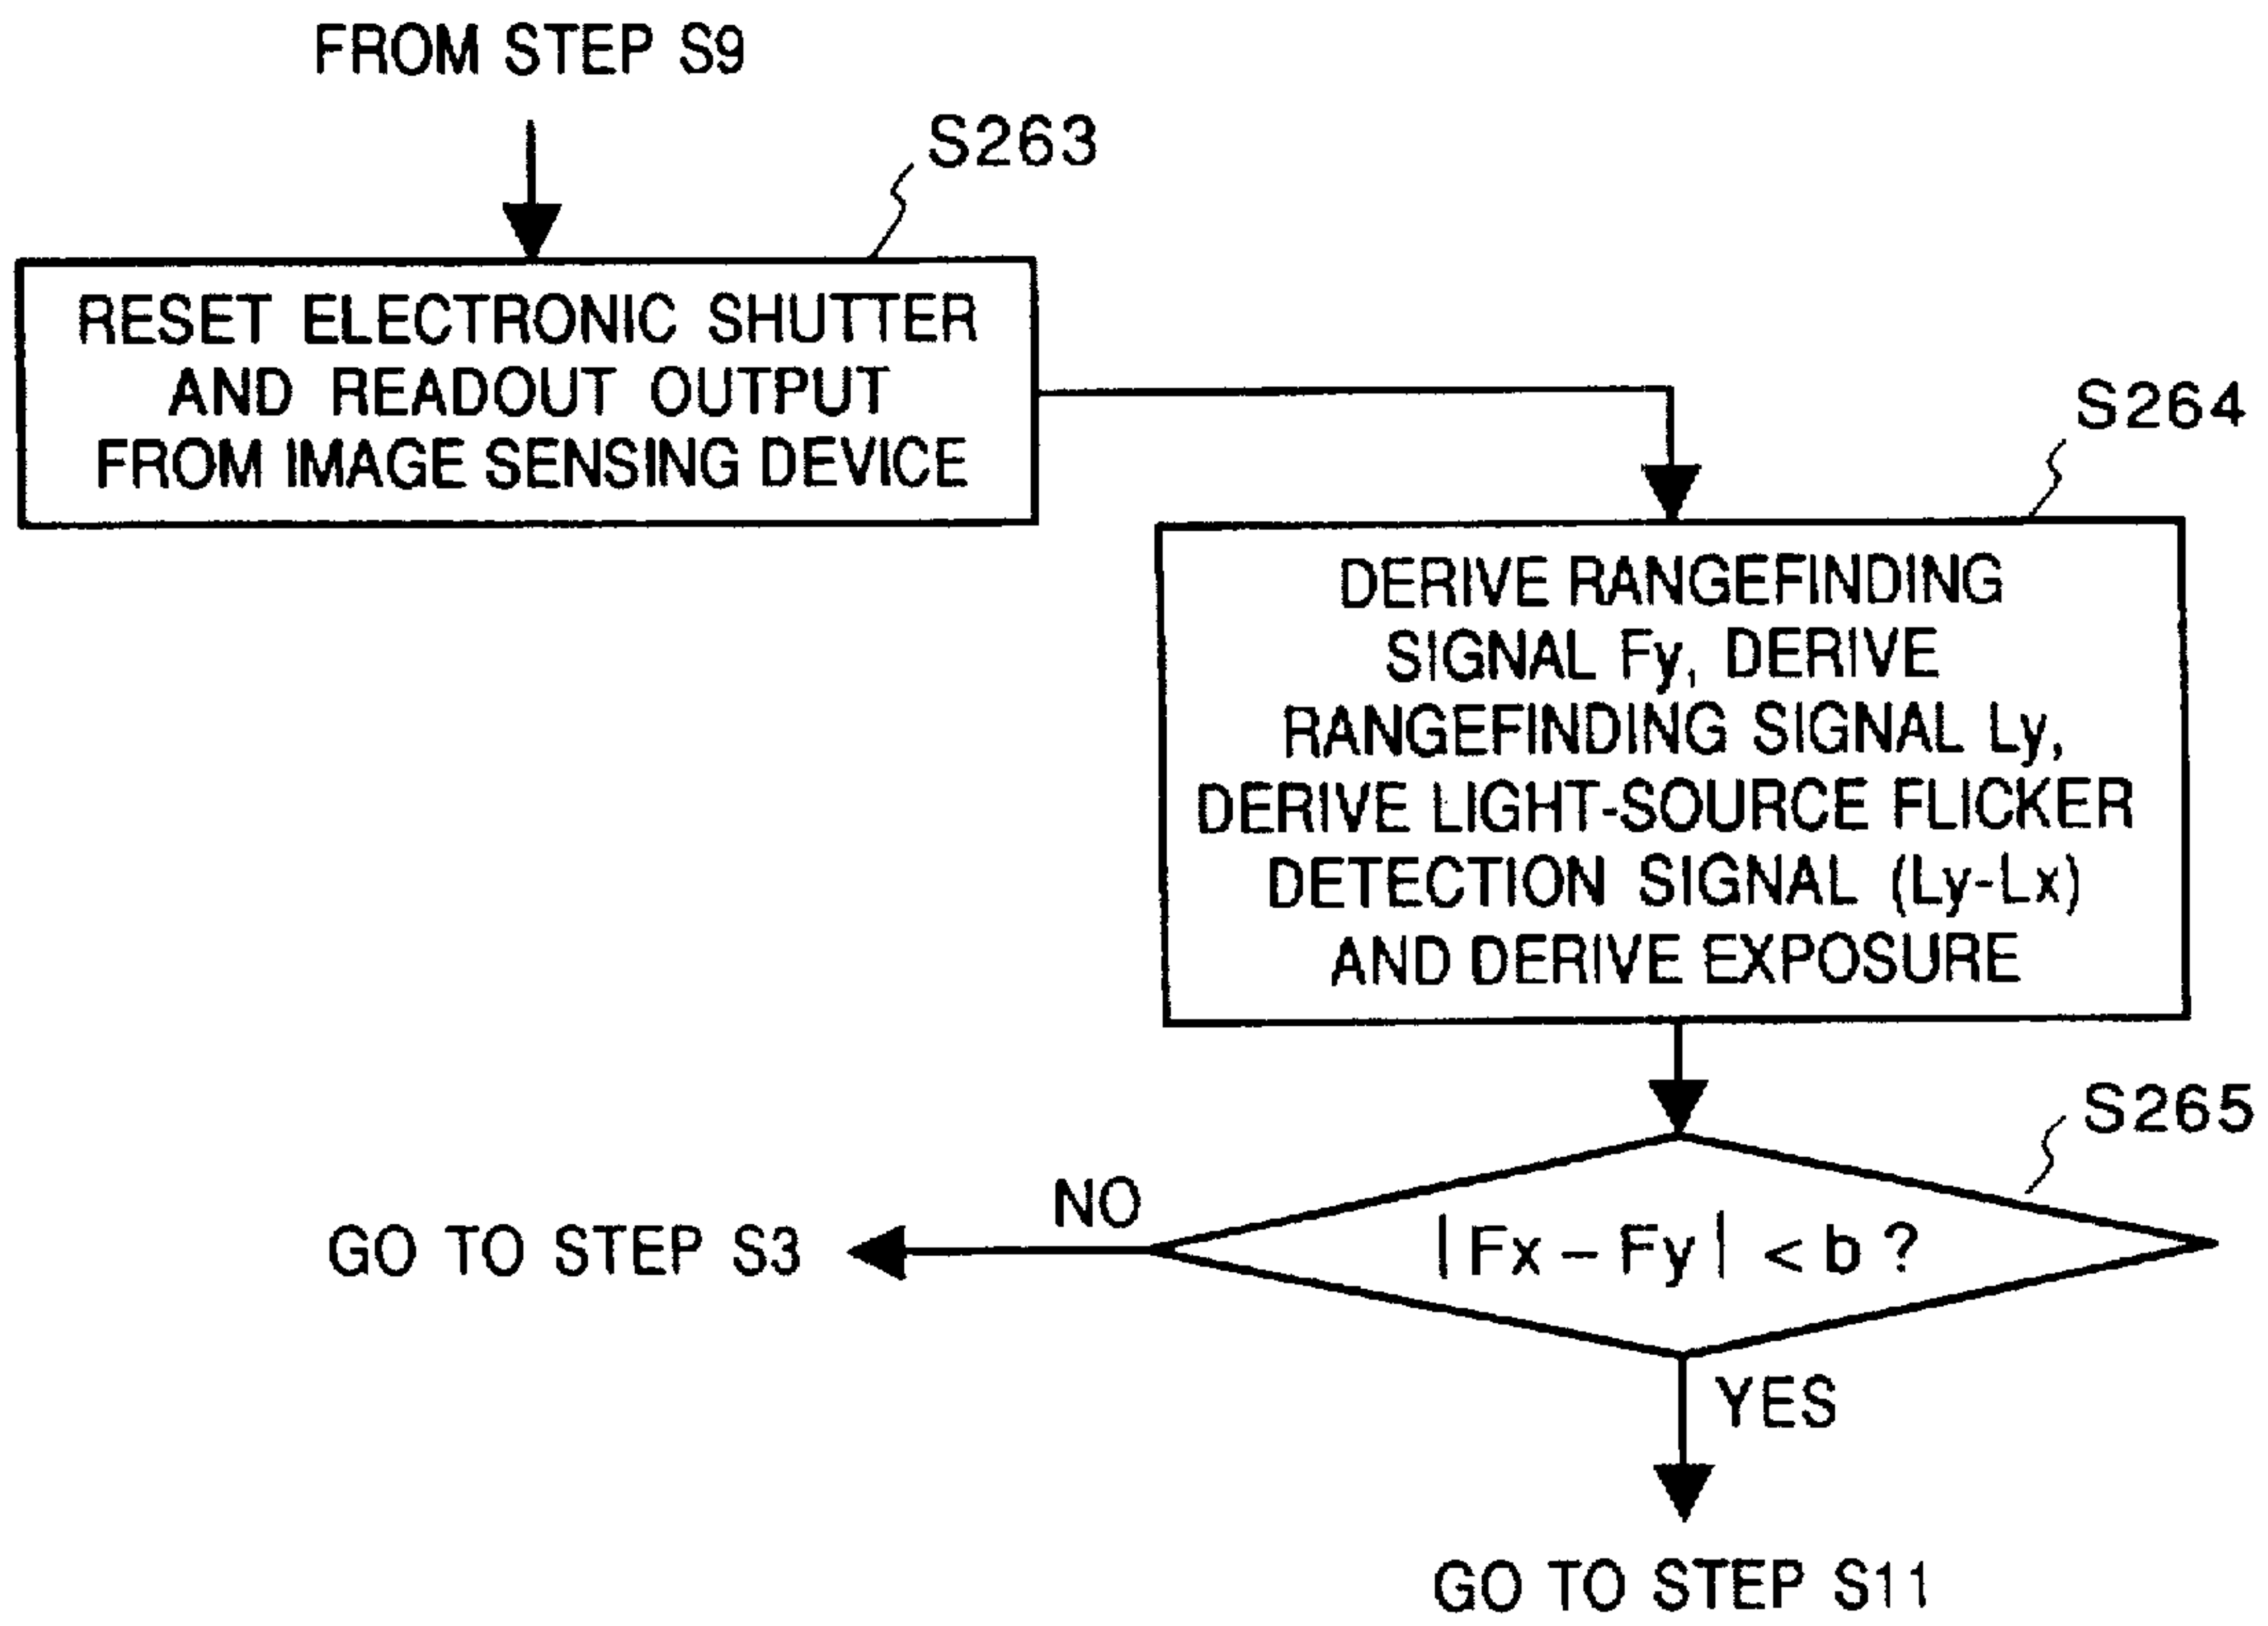 FROM STEP S9
S263
RESET ELECTRONIC SHUTTER
AND READOUT OUTPUT
FROM IMAGE SENSING DEVICE
S264
DERIVE RANGEFINDING
SIGNAL Fy, DERIVE
RANGEFINDING SIGNAL Ly,
DERIVE LIGHT-SOURCE FLICKER
DETECTION SIGNAL (Ly-Lx)
AND DERIVE EXPOSURE
S265
|Fx – Fy| < b ?
NO
GO TO STEP S3
YES
GO TO STEP S11